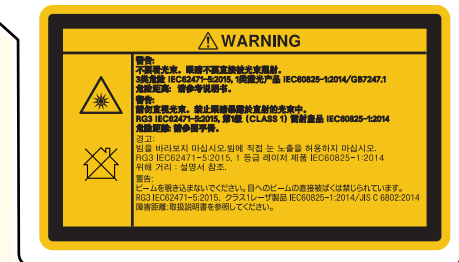 WARNING
警告:
不要看光束。眼睛不要直接被光束照射。
3类危险 IEC62471-5:2015, 1类激光产品 IEC60825-1:2014/GB7247.1
危险距离: 请参考说明书。
警告:
請勿直視光束。禁止眼睛暴露於直射的光束中。
RG3 IEC62471-5:2015, 第1級 (CLASS 1) 雷射產品 IEC60825-1:2014
危險距離: 請參閱手冊。
경고:
빔을 바라보지 마십시오.빔에 직접 눈 노출을 허용하지 마십시오.
RG3 IEC62471-5:2015, 1 등급 레이저 제품 IEC60825-1:2014
위해 거리 : 설명서 참조.
警告:
ビームを覗き込まないでください。目へのビームの直接被ばくは禁じられています。
RG3 IEC62471-5:2015, クラス1レーザ製品 IEC60825-1:2014/JIS C 6802:2014
障害距離:取扱説明書を参照してください。